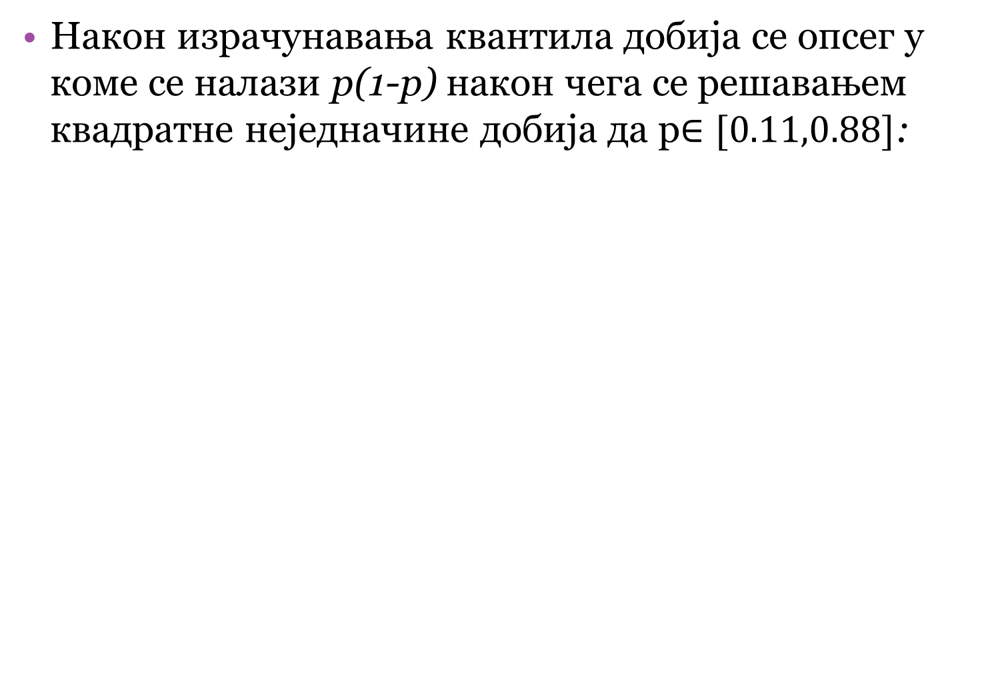 • Након израчунавања квантила добија се опсег у
коме се налази p(1-p) након чега се решавањем
квадратне неједначине добија да p∈ [0.11,0.88]: